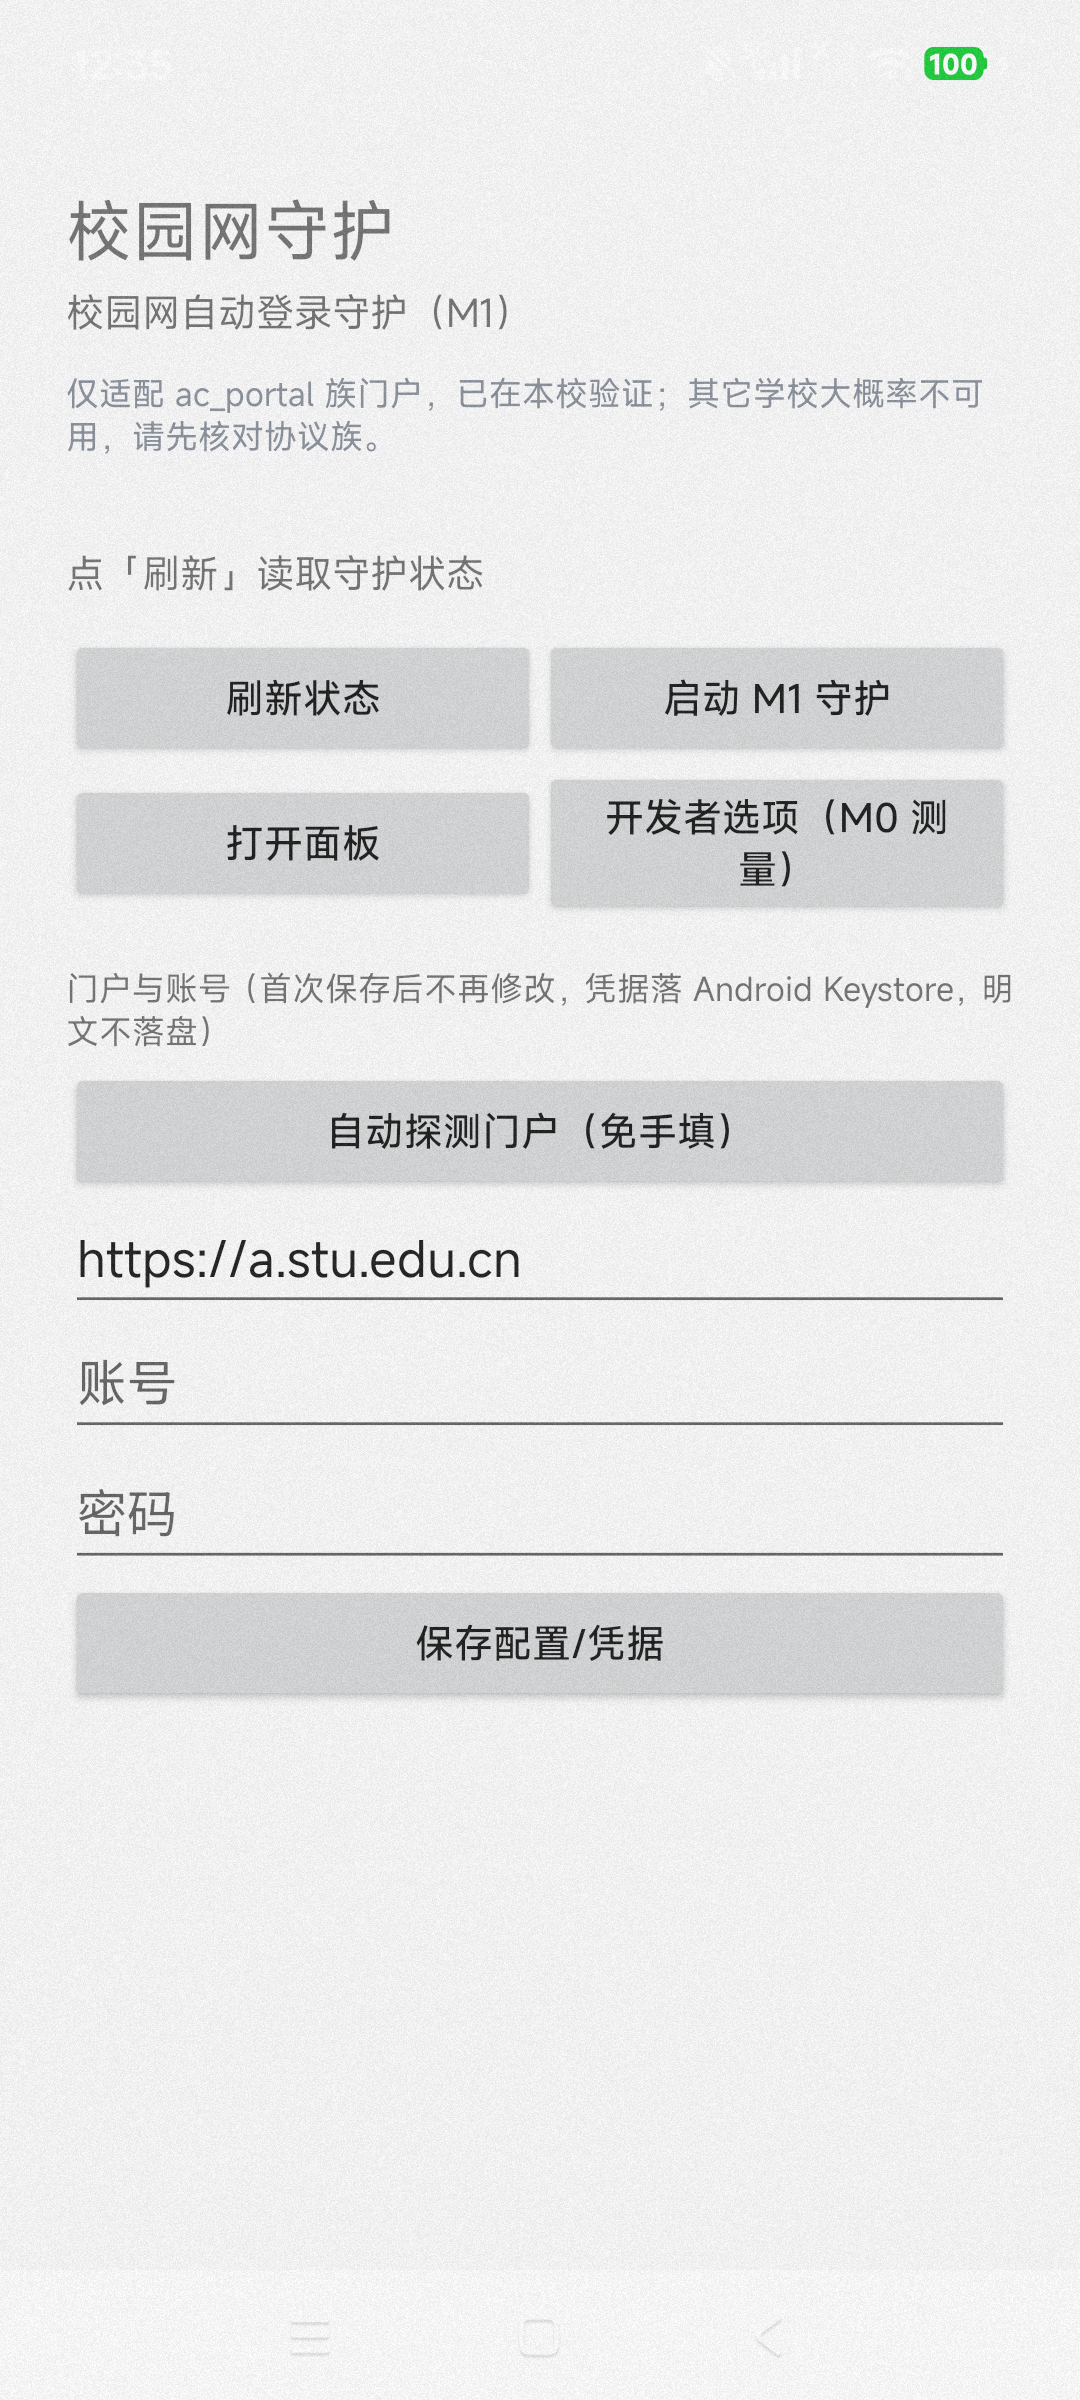 12:35
100
校园网守护
校园网自动登录守护（M1）
仅适配 ac_portal 族门户，已在本校验证；其它学校大概率不可
用，请先核对协议族。
点「刷新」读取守护状态
刷新状态
启动 M1 守护
打开面板
开发者选项（M0 测
量）
门户与账号（首次保存后不再修改，凭据落 Android Keystore，明
文不落盘）
自动探测门户（免手填）
https://a.stu.edu.cn
账号
密码
保存配置/凭据